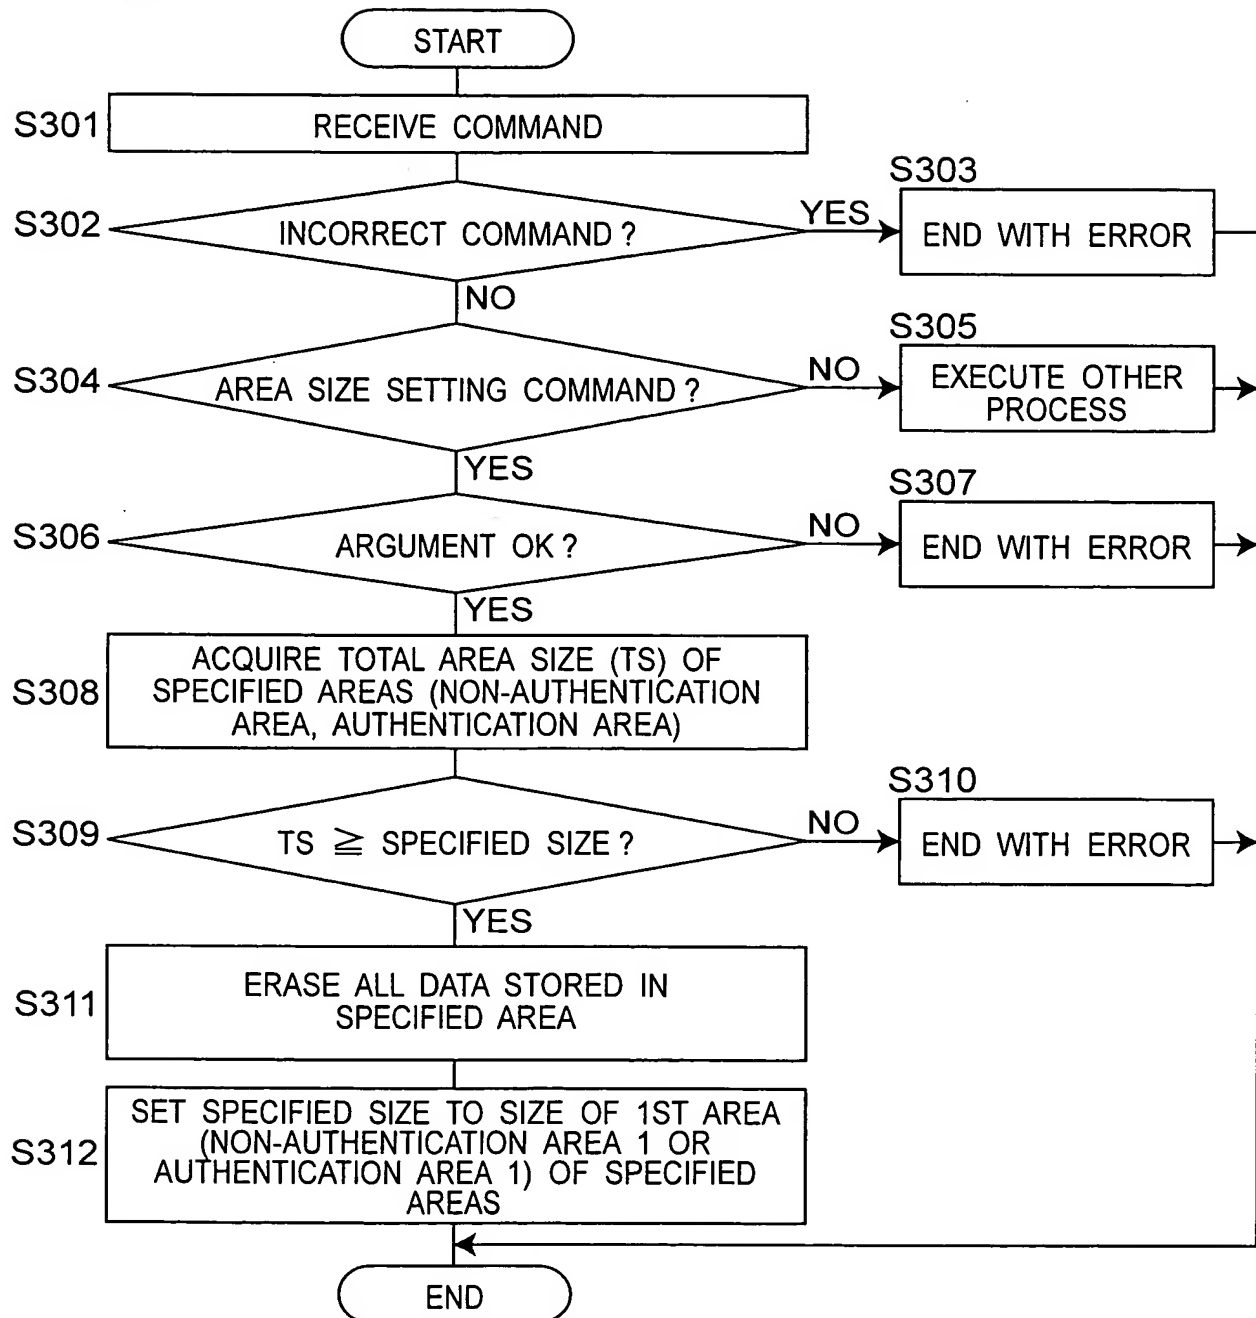 START
S301
RECEIVE COMMAND
S302
INCORRECT COMMAND ?
YES
S303
END WITH ERROR
NO
S304
AREA SIZE SETTING COMMAND ?
NO
S305
EXECUTE OTHER
PROCESS
YES
S306
ARGUMENT OK ?
NO
S307
END WITH ERROR
YES
S308
ACQUIRE TOTAL AREA SIZE (TS) OF
SPECIFIED AREAS (NON-AUTHENTICATION
AREA, AUTHENTICATION AREA)
S309
TS ≧ SPECIFIED SIZE ?
NO
S310
END WITH ERROR
YES
S311
ERASE ALL DATA STORED IN
SPECIFIED AREA
S312
SET SPECIFIED SIZE TO SIZE OF 1ST AREA
(NON-AUTHENTICATION AREA 1 OR
AUTHENTICATION AREA 1) OF SPECIFIED
AREAS
END